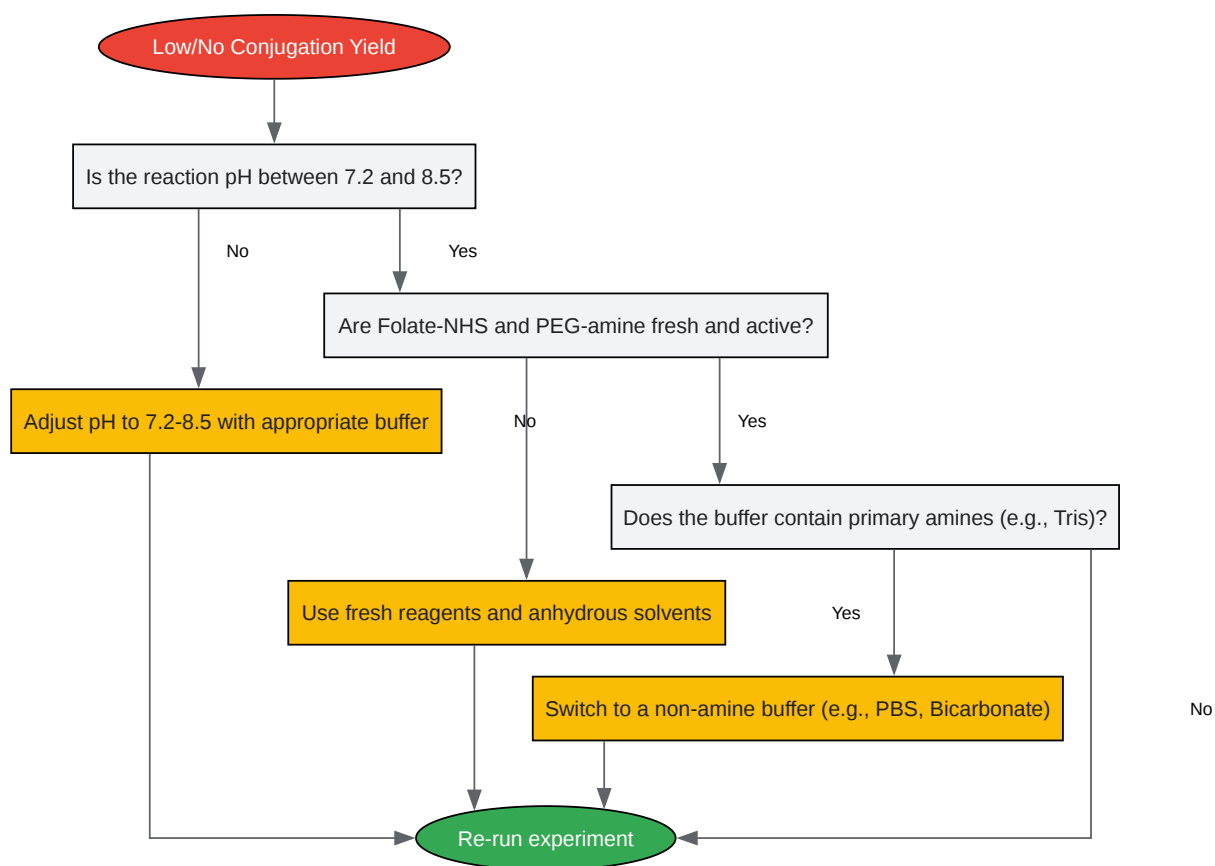 Low/No Conjugation Yield
Is the reaction pH between 7.2 and 8.5?
No
Yes
Are Folate-NHS and PEG-amine fresh and active?
Adjust pH to 7.2-8.5 with appropriate buffer
No
Yes
Does the buffer contain primary amines (e.g., Tris)?
Use fresh reagents and anhydrous solvents
Yes
Switch to a non-amine buffer (e.g., PBS, Bicarbonate)
No
Re-run experiment